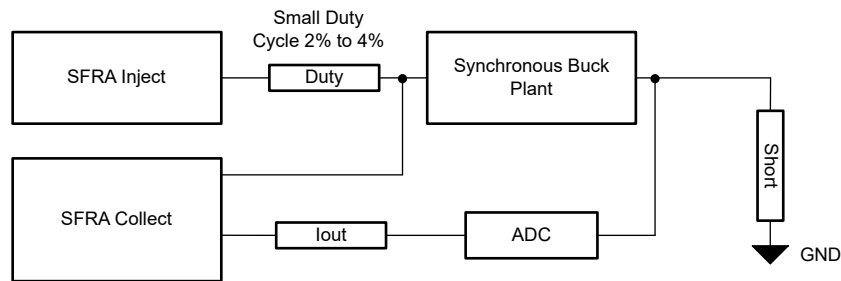 Small Duty
Cycle 2% to 4%
SFRA Inject
Duty
Synchronous Buck
Plant
Short
SFRA Collect
Iout
ADC
GND